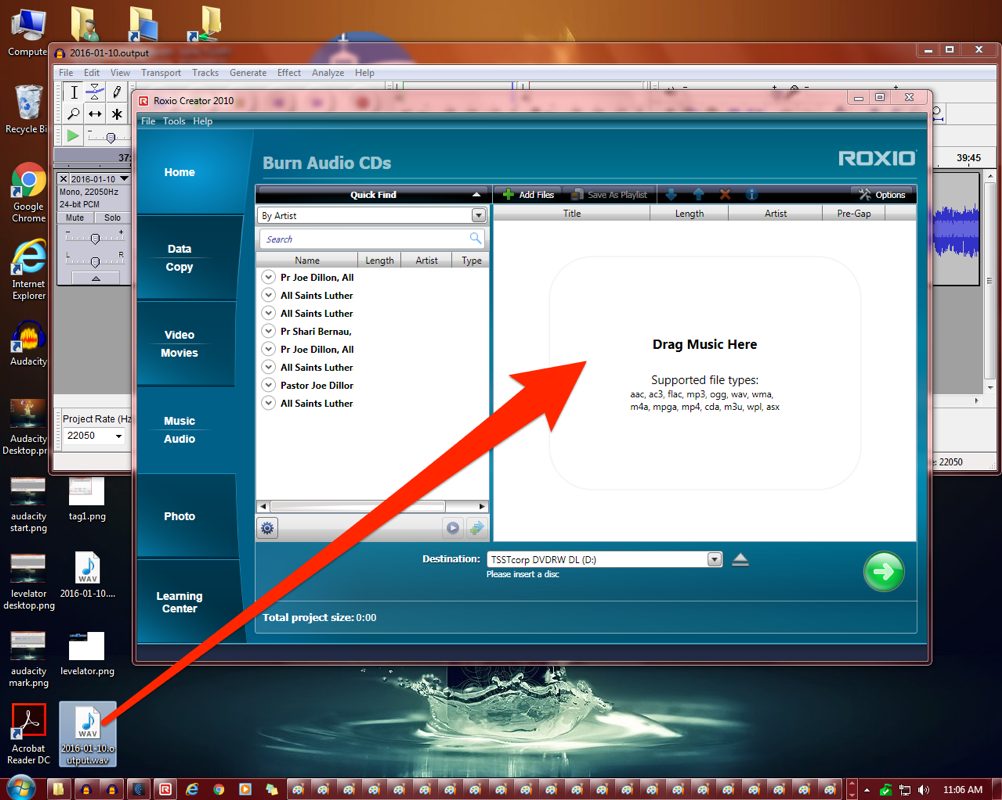 Compute
Recycle Bi
Google
Chrome
Internet
Explorer
Audacity
Audacity
Desktop.pn
audacity
start.png
tag1.png
levelator
desktop.png
2016-01-10....
audacity
mark.png
levelator.png
Acrobat
Reader DC
2016-01-10.o
utput.wav
2016-01-10.output
File Edit View Transport Tracks Generate Effect Analyze Help
39:45
2016-01-10
Mono, 22050Hz
24-bit PCM
Mute Solo
- +
L R
Project Rate (Hz
22050
22050
Roxio Creator 2010
File Tools Help
Home
Data
Copy
Video
Movies
Music
Audio
Photo
Learning
Center
Burn Audio CDs
ROXIO
Quick Find
By Artist
Search
Name Length Artist Type
Pr Joe Dillon, All
All Saints Luther
All Saints Luther
Pr Shari Bernau,
Pr Joe Dillon, All
All Saints Luther
Pastor Joe Dillor
All Saints Luther
Add Files Save As Playlist Options
Title Length Artist Pre-Gap
Drag Music Here
Supported file types:
aac, ac3, flac, mp3, ogg, wav, wma,
m4a, mpga, mp4, cda, m3u, wpl, asx
Destination: TSSTcorp DVDRW DL (D:)
Please insert a disc
Total project size: 0:00
WAV
WAV
11:06 AM